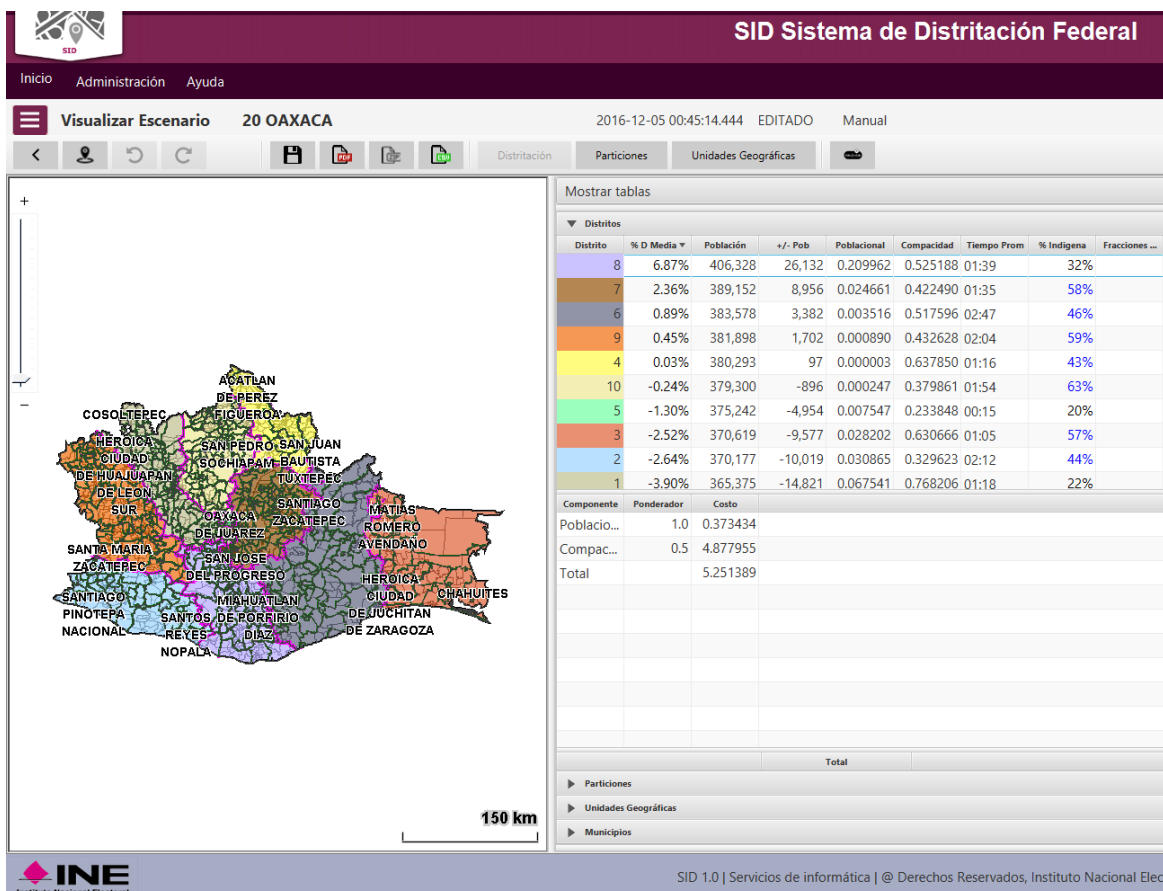 SID
SID Sistema de Distritación Federal
Inicio Administración Ayuda
Visualizar Escenario 20 OAXACA 2016-12-05 00:45:14.444 EDITADO Manual
PDF CSV Distritación Particiones Unidades Geográficas
Mostrar tablas
Distritos
Distrito % D Media Población +/- Pob Poblacional Compacidad Tiempo Prom % Indigena Fracciones ...
8 6.87% 406,328 26,132 0.209962 0.525188 01:39 32%
7 2.36% 389,152 8,956 0.024661 0.422490 01:35 58%
6 0.89% 383,578 3,382 0.003516 0.517596 02:47 46%
9 0.45% 381,898 1,702 0.000890 0.432628 02:04 59%
4 0.03% 380,293 97 0.000003 0.637850 01:16 43%
10 -0.24% 379,300 -896 0.000247 0.379861 01:54 63%
5 -1.30% 375,242 -4,954 0.007547 0.233848 00:15 20%
3 -2.52% 370,619 -9,577 0.028202 0.630666 01:05 57%
2 -2.64% 370,177 -10,019 0.030865 0.329623 02:12 44%
1 -3.90% 365,375 -14,821 0.067541 0.768206 01:18 22%
Componente Ponderador Costo
Poblacio... 1.0 0.373434
Compac... 0.5 4.877955
Total 5.251389
Total
Particiones
Unidades Geográficas
Municipios
+
-
ACATLAN
DE PEREZ
FIGUEROA
COSOLTEPEC
HEROICA
CIUDAD
DE HUAJUAPAN
DE LEON
SUR
SAN PEDRO
SOCHIAPAM
SAN JUAN
BAUTISTA
TUXTEPEC
SANTIAGO
ZACATEPEC
MATIAS
ROMERO
AVENDAÑO
OAXACA
DE JUAREZ
SANTA MARIA
ZACATEPEC
SAN JOSE
DEL PROGRESO
HEROICA
CIUDAD
DE JUCHITAN
DE ZARAGOZA
CHAHUITES
SANTIAGO
PINOTEPA
NACIONAL
MIAHUATLAN
DE PORFIRIO
DIAZ
SANTOS
REYES
NOPALA
150 km
INE
Instituto Nacional Electoral
SID 1.0 | Servicios de informática | @ Derechos Reservados, Instituto Nacional Elec